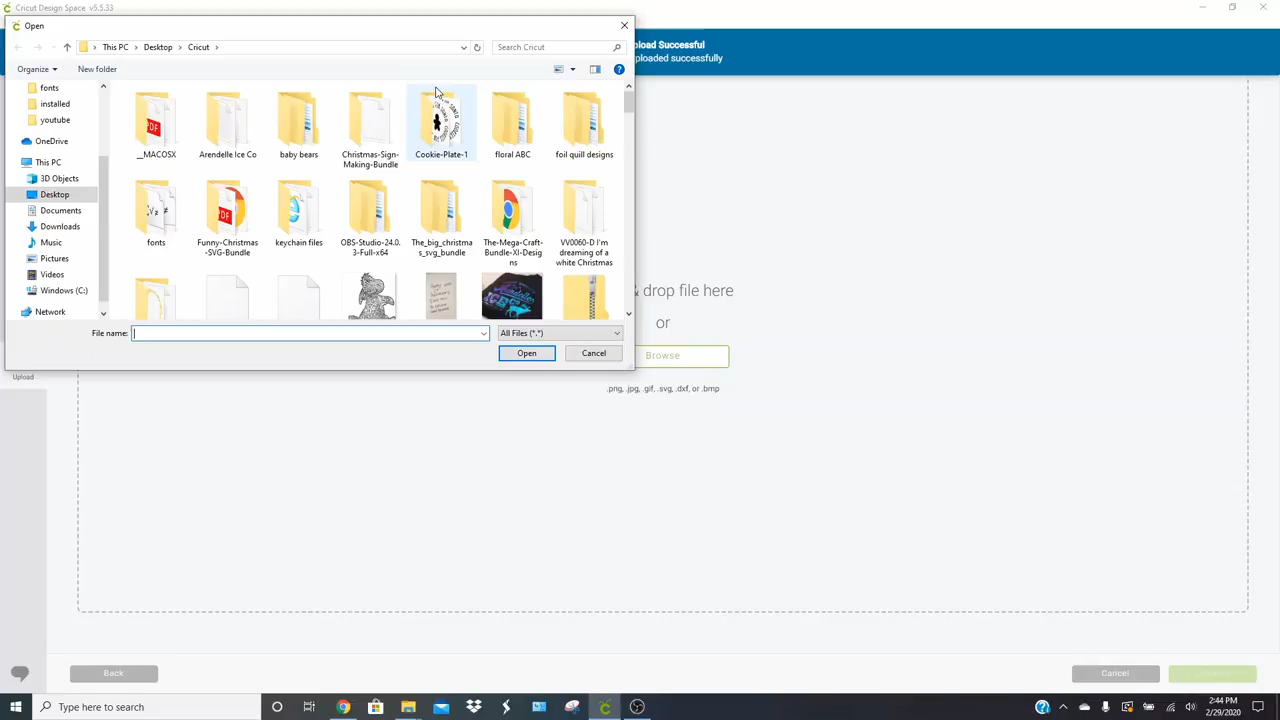 Cricut Design Space v5.5.33
Open
This PC
Desktop
Cricut
Search Cricut
Organize
New folder
fonts
installed
youtube
OneDrive
This PC
3D Objects
Desktop
Documents
Downloads
Music
Pictures
Videos
Windows (C:)
Network
__MACOSX
Arendelle Ice Co
baby bears
Christmas-Sign-
Making-Bundle
Cookie-Plate-1
floral ABC
foil quill designs
fonts
Funny-Christmas
-SVG-Bundle
keychain files
OBS-Studio-24.0.
3-Full-x64
The_big_christma
s_svg_bundle
The-Mega-Craft-
Bundle-XI-Desig
ns
VV0060-D I'm
dreaming of a
white Christmas
File name:
All Files (*.*)
Open
Cancel
pload Successful
ploaded successfully
& drop file here
or
Browse
.png, .jpg, .gif, .svg, .dxf, or .bmp
Upload
Back
Cancel
Type here to search
2:44 PM
2/29/2020